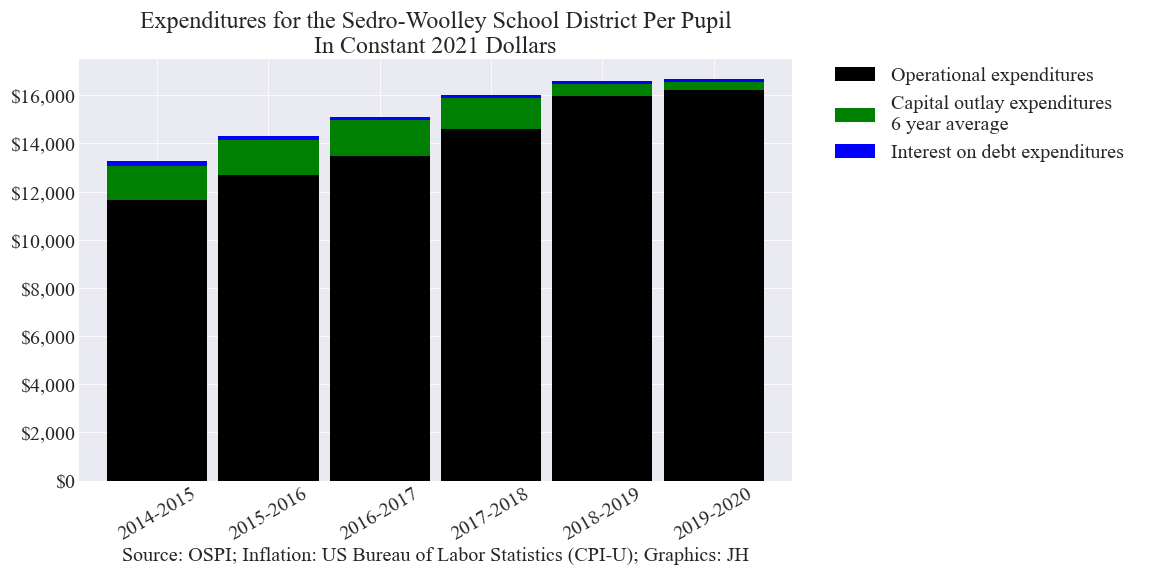 Expenditures for the Sedro-Woolley School District Per Pupil
In Constant 2021 Dollars
Operational expenditures
Capital outlay expenditures
6 year average
Interest on debt expenditures
$16,000
$14,000
$12,000
$10,000
$8,000
$6,000
$4,000
$2,000
$0
2014-2015
2015-2016
2016-2017
2017-2018
2018-2019
2019-2020
Source: OSPI; Inflation: US Bureau of Labor Statistics (CPI-U); Graphics: JH